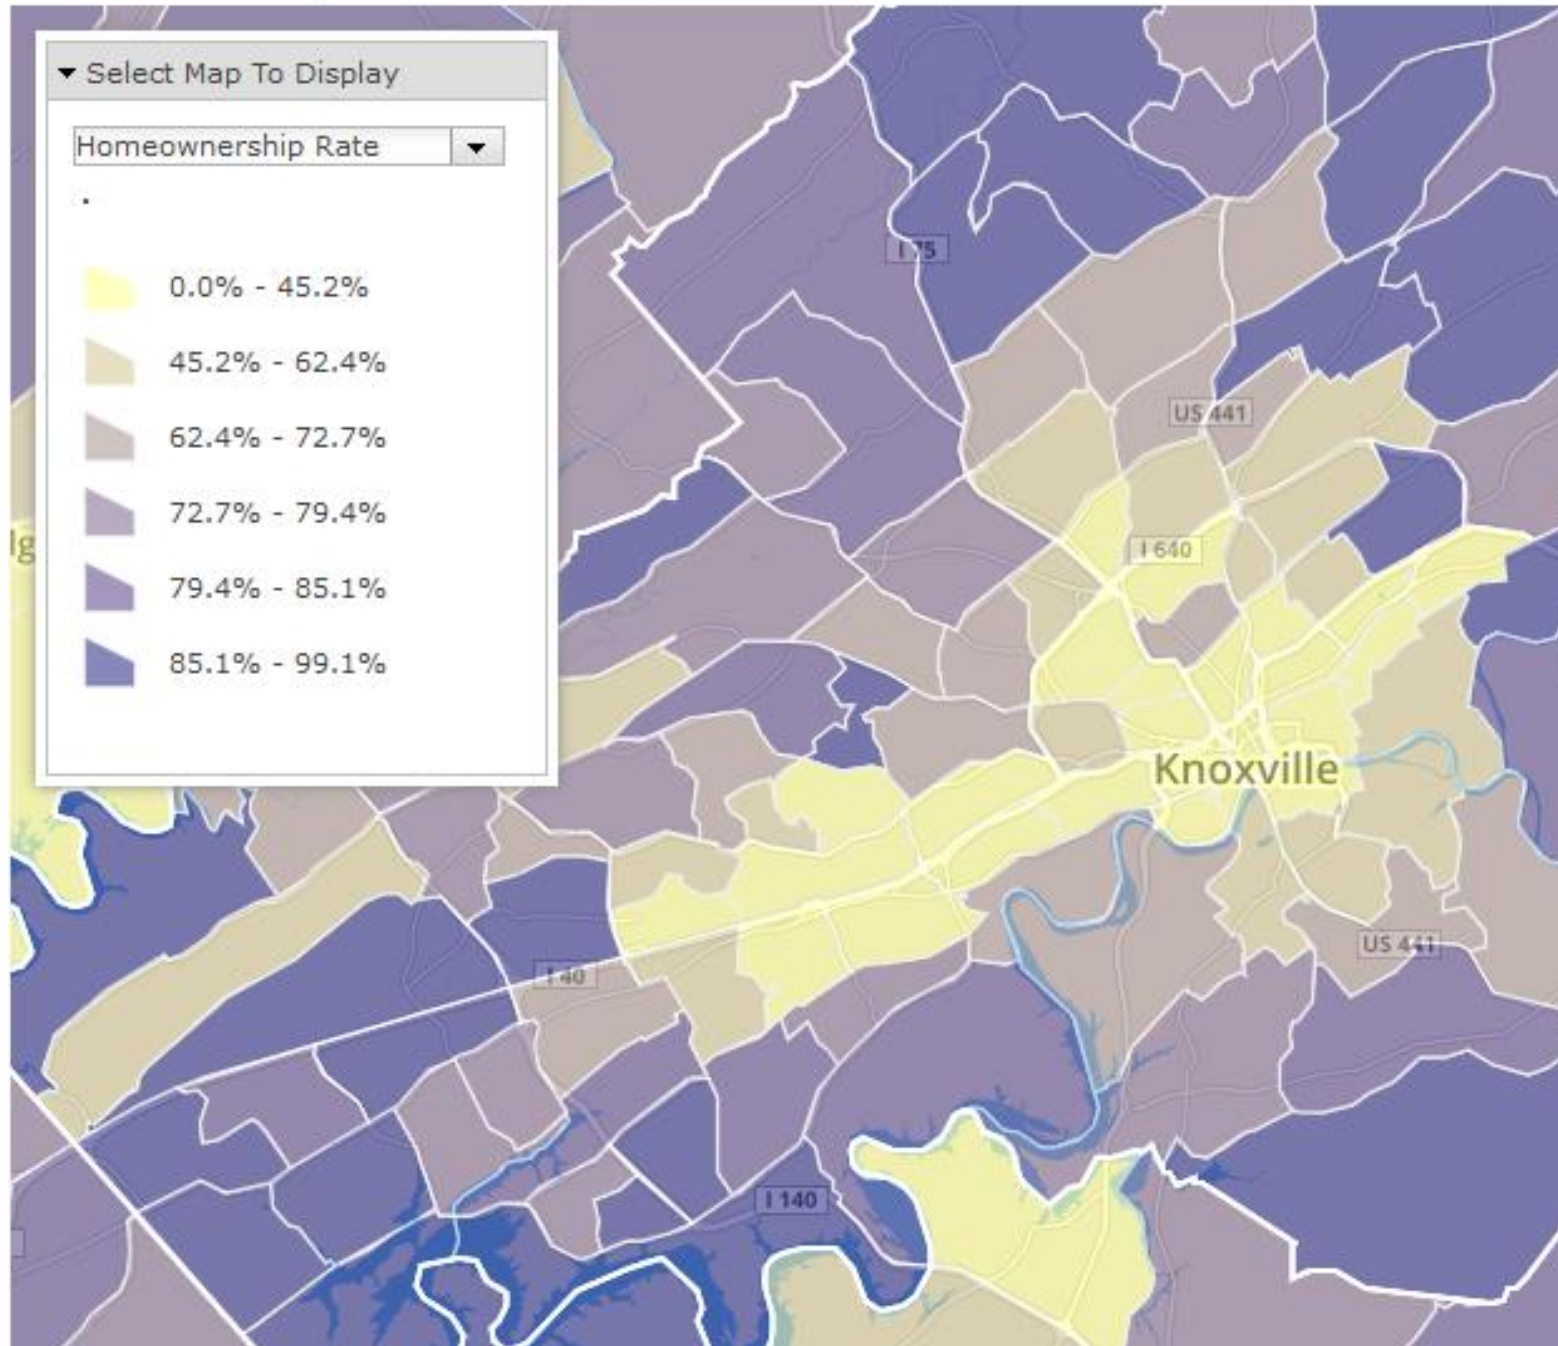 Select Map To Display
Homeownership Rate
.
0.0% - 45.2%
45.2% - 62.4%
62.4% - 72.7%
72.7% - 79.4%
79.4% - 85.1%
85.1% - 99.1%
I 75
US 441
lg
I 640
Knoxville
US 441
I 40
I 140